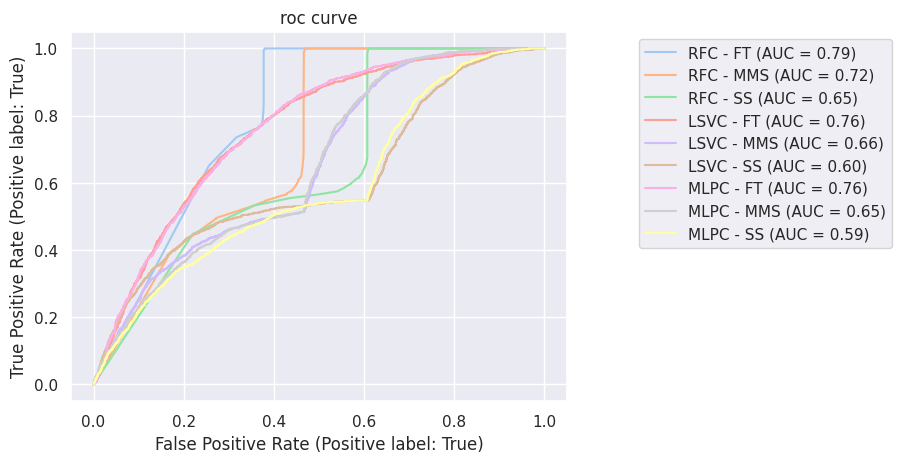 roc curve
1.0
0.8
0.6
0.4
0.2
0.0
True Positive Rate (Positive label: True)
0.0 0.2 0.4 0.6 0.8 1.0
False Positive Rate (Positive label: True)
RFC - FT (AUC = 0.79)
RFC - MMS (AUC = 0.72)
RFC - SS (AUC = 0.65)
LSVC - FT (AUC = 0.76)
LSVC - MMS (AUC = 0.66)
LSVC - SS (AUC = 0.60)
MLPC - FT (AUC = 0.76)
MLPC - MMS (AUC = 0.65)
MLPC - SS (AUC = 0.59)